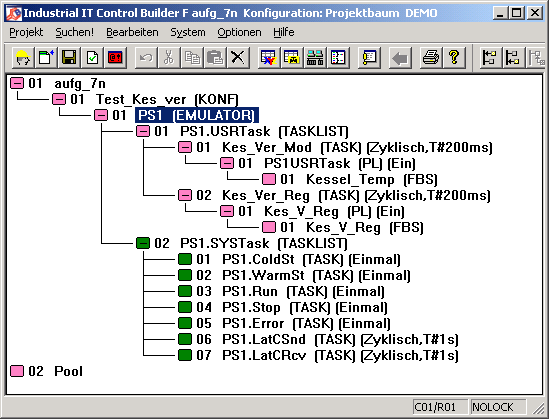 Industrial IT Control Builder F aufg_7n Konfiguration: Projektbaum DEMO
Projekt Suchen! Bearbeiten System Optionen Hilfe
01 aufg_7n
01 Test_Kes_ver (KONF)
01 PS1 (EMULATOR)
01 PS1.USRTask (TASKLIST)
01 Kes_Ver_Mod (TASK) (Zyklisch,T#200ms)
01 PS1USRTask (PL) (Ein)
01 Kessel_Temp (FBS)
02 Kes_Ver_Reg (TASK) (Zyklisch,T#200ms)
01 Kes_V_Reg (PL) (Ein)
01 Kes_V_Reg (FBS)
02 PS1.SYSTask (TASKLIST)
01 PS1.ColdSt (TASK) (Einmal)
02 PS1.WarmSt (TASK) (Einmal)
03 PS1.Run (TASK) (Einmal)
04 PS1.Stop (TASK) (Einmal)
05 PS1.Error (TASK) (Einmal)
06 PS1.LatCSnd (TASK) (Zyklisch,T#1s)
07 PS1.LatCRcv (TASK) (Zyklisch,T#1s)
02 Pool
C01/R01 NOLOCK